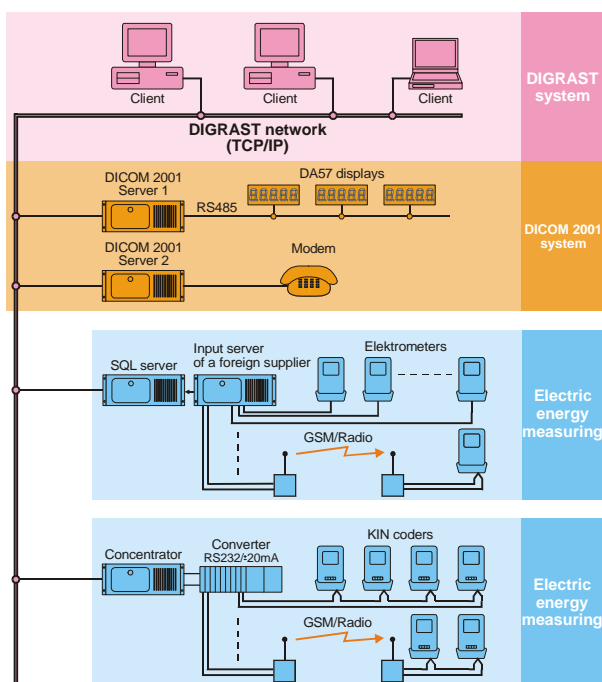 Client
Client
Client
DIGRAST network
(TCP/IP)
DIGRAST
system
DICOM 2001
Server 1
RS485
DA57 displays
DICOM 2001
Server 2
Modem
DICOM 2001
system
SQL server
Input server
of a foreign supplier
Elektrometers
GSM/Radio
Electric
energy
measuring
Concentrator
Converter
RS232/±20mA
KIN coders
GSM/Radio
Electric
energy
measuring